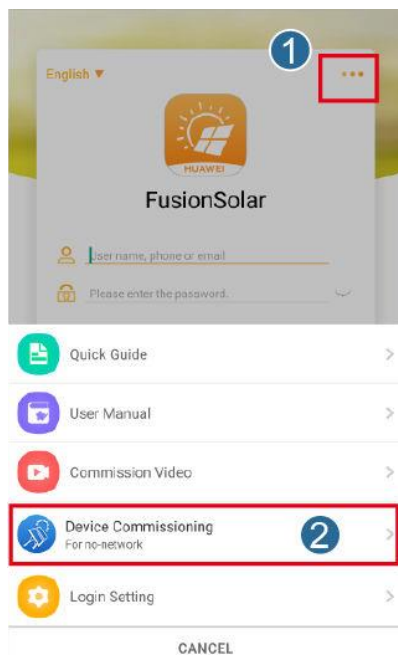 1
English ▼
•••
HUAWEI
FusionSolar
User name, phone or email
Please enter the password.
Quick Guide
User Manual
Commission Video
Device Commissioning
For no-network
2
Login Setting
CANCEL